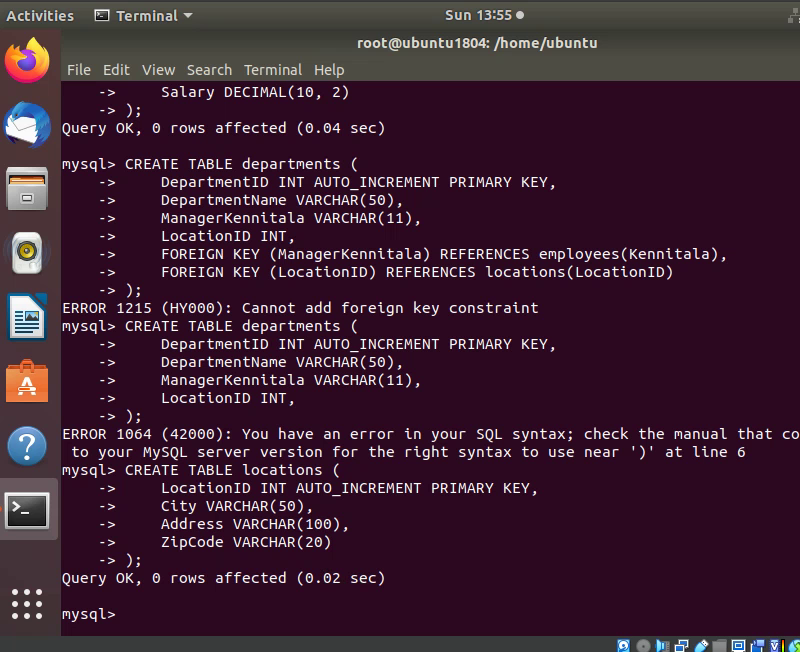 Activities Terminal Sun 13:55
root@ubuntu1804: /home/ubuntu
File Edit View Search Terminal Help
-> Salary DECIMAL(10, 2)
-> );
Query OK, 0 rows affected (0.04 sec)
mysql> CREATE TABLE departments (
-> DepartmentID INT AUTO_INCREMENT PRIMARY KEY,
-> DepartmentName VARCHAR(50),
-> ManagerKennitala VARCHAR(11),
-> LocationID INT,
-> FOREIGN KEY (ManagerKennitala) REFERENCES employees(Kennitala),
-> FOREIGN KEY (LocationID) REFERENCES locations(LocationID)
-> );
ERROR 1215 (HY000): Cannot add foreign key constraint
mysql> CREATE TABLE departments (
-> DepartmentID INT AUTO_INCREMENT PRIMARY KEY,
-> DepartmentName VARCHAR(50),
-> ManagerKennitala VARCHAR(11),
-> LocationID INT,
-> );
ERROR 1064 (42000): You have an error in your SQL syntax; check the manual that co
to your MySQL server version for the right syntax to use near ')' at line 6
mysql> CREATE TABLE locations (
-> LocationID INT AUTO_INCREMENT PRIMARY KEY,
-> City VARCHAR(50),
-> Address VARCHAR(100),
-> ZipCode VARCHAR(20)
-> );
Query OK, 0 rows affected (0.02 sec)
mysql>